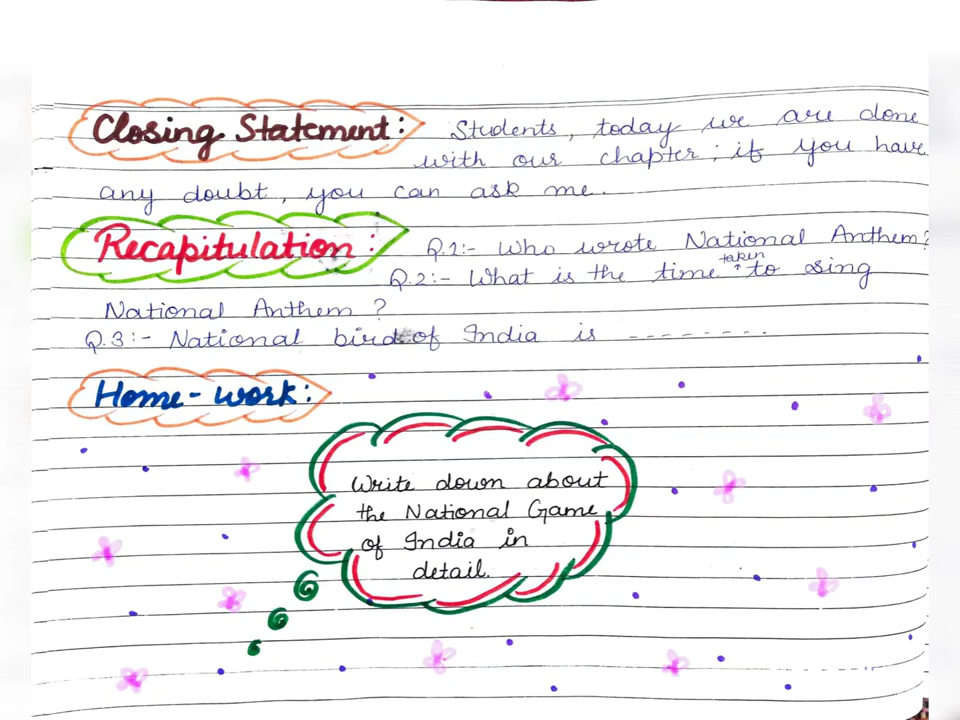 Closing Statement: Students, today we are done
with our chapter; if you have
any doubt, you can ask me.
Recapitulation: Q.1:- Who wrote National Anthem?
Q.2:- What is the time taken to sing
National Anthem?
Q.3:- National bird of India is --------.
Home-work:
Write down about
the National Game
of India in
detail.